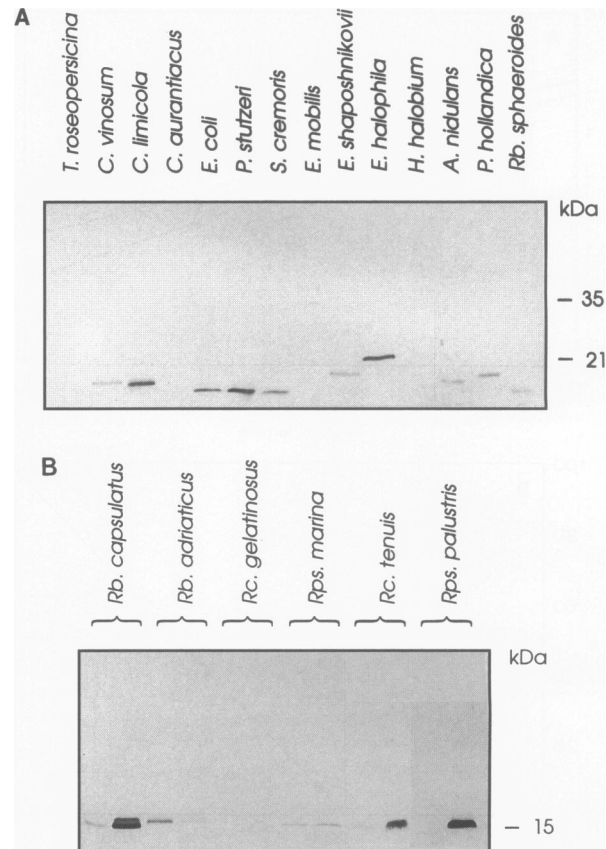 A
T. roseopersicina
C. vinosum
C. limicola
C. aurantiacus
E. coli
P. stutzeri
S. cremoris
E. mobilis
E. shaposhnikovii
E. halophila
H. halobium
A. nidulans
P. hollandica
Rb. sphaeroides
kDa
– 35
– 21
B
Rb. capsulatus
Rb. adriaticus
Rc. gelatinosus
Rps. marina
Rc. tenuis
Rps. palustris
kDa
– 15